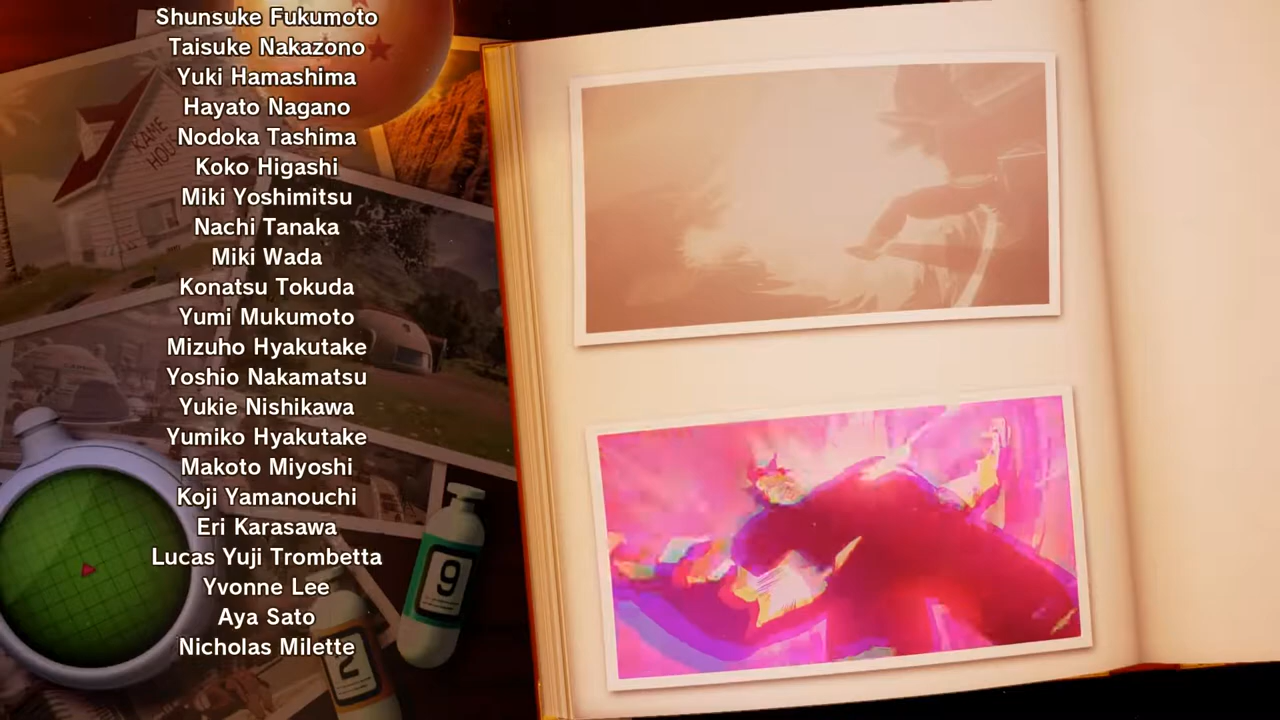 Shunsuke Fukumoto
Taisuke Nakazono
Yuki Hamashima
Hayato Nagano
Nodoka Tashima
Koko Higashi
Miki Yoshimitsu
Nachi Tanaka
Miki Wada
Konatsu Tokuda
Yumi Mukumoto
Mizuho Hyakutake
Yoshio Nakamatsu
Yukie Nishikawa
Yumiko Hyakutake
Makoto Miyoshi
Koji Yamanouchi
Eri Karasawa
Lucas Yuji Trombetta
Yvonne Lee
Aya Sato
Nicholas Milette
KAME
HOUSE
9
2